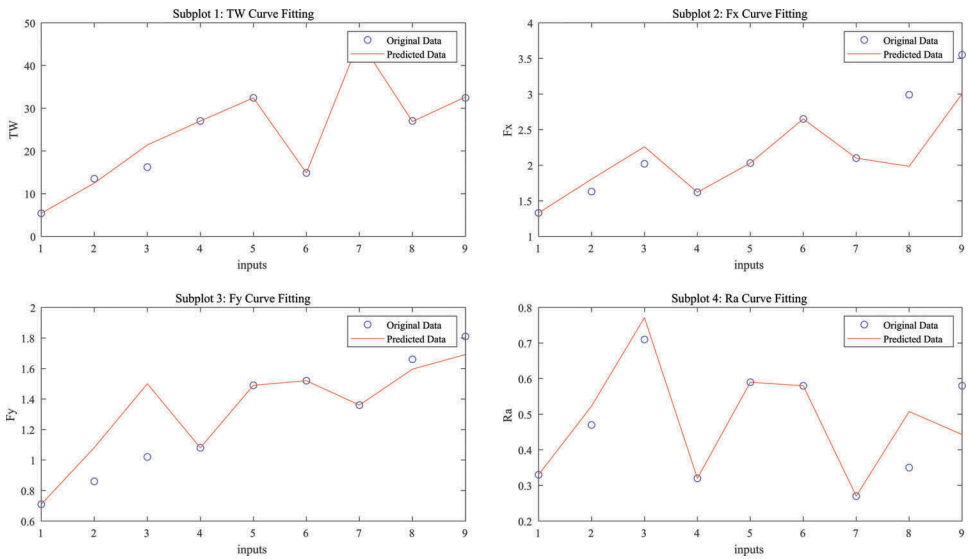 Subplot 1: TW Curve Fitting
50
40
30
20
10
0
TW
Original Data
Predicted Data
1 2 3 4 5 6 7 8 9
inputs
Subplot 2: Fx Curve Fitting
4
3.5
3
2.5
2
1.5
1
Fx
Original Data
Predicted Data
1 2 3 4 5 6 7 8 9
inputs
Subplot 3: Fy Curve Fitting
2
1.8
1.6
1.4
1.2
1
0.8
0.6
Fy
Original Data
Predicted Data
1 2 3 4 5 6 7 8 9
inputs
Subplot 4: Ra Curve Fitting
0.8
0.7
0.6
0.5
0.4
0.3
0.2
Ra
Original Data
Predicted Data
1 2 3 4 5 6 7 8 9
inputs